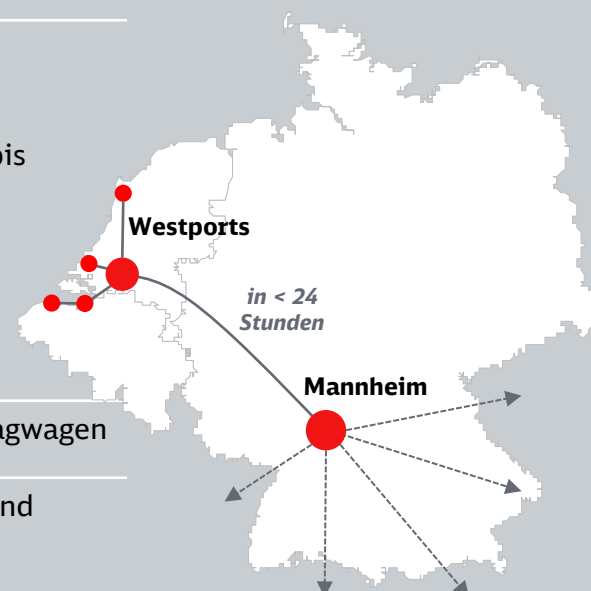 bis
Westports
in < 24
Stunden
Mannheim
agwagen
nd